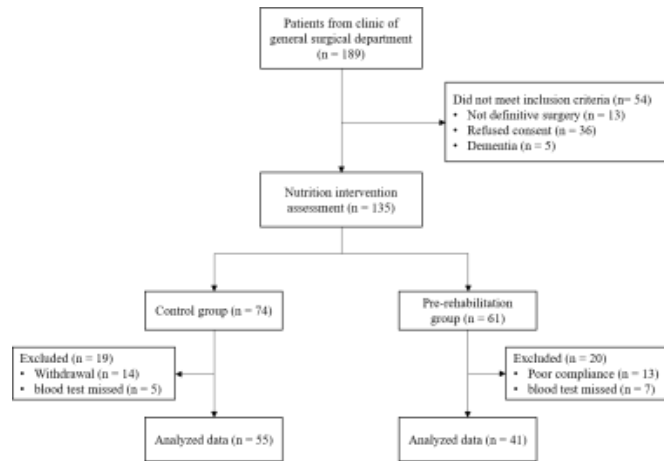 Patients from clinic of
general surgical department
(n = 189)
Did not meet inclusion criteria (n= 54)
• Not definitive surgery (n = 13)
• Refused consent (n = 36)
• Dementia (n = 5)
Nutrition intervention
assessment (n = 135)
Control group (n = 74)
Pre-rehabilitation
group (n = 61)
Excluded (n = 19)
• Withdrawal (n = 14)
• blood test missed (n = 5)
Excluded (n = 20)
• Poor compliance (n = 13)
• blood test missed (n = 7)
Analyzed data (n = 55)
Analyzed data (n = 41)